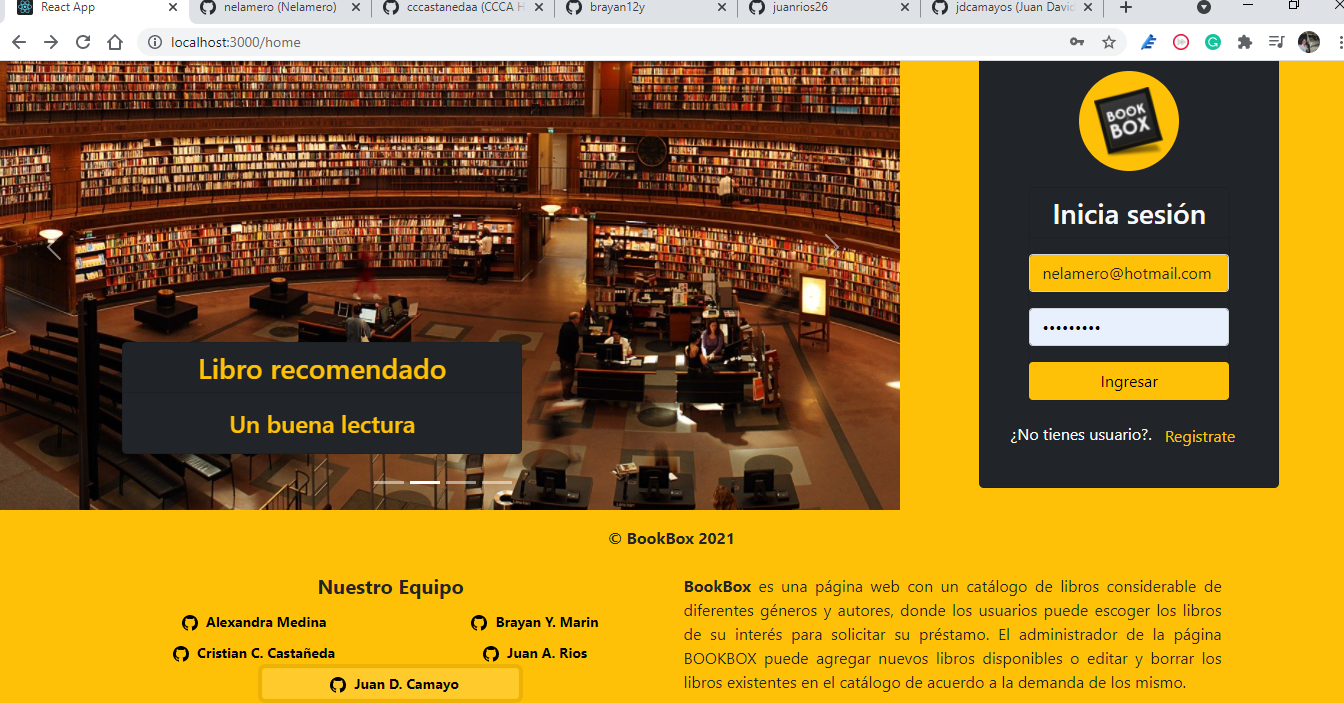 React App
nelamero (Nelamero)
cccastanedaa (CCCA H
brayan12y
juanrios26
jdcamayos (Juan David
localhost:3000/home
BOOK
BOX
Inicia sesión
nelamero@hotmail.com
•••••••••
Ingresar
¿No tienes usuario?. Registrate
Libro recomendado
Un buena lectura
© BookBox 2021
Nuestro Equipo
Alexandra Medina
Brayan Y. Marin
Cristian C. Castañeda
Juan A. Rios
Juan D. Camayo
BookBox es una página web con un catálogo de libros considerable de
diferentes géneros y autores, donde los usuarios puede escoger los libros
de su interés para solicitar su préstamo. El administrador de la página
BOOKBOX puede agregar nuevos libros disponibles o editar y borrar los
libros existentes en el catálogo de acuerdo a la demanda de los mismo.